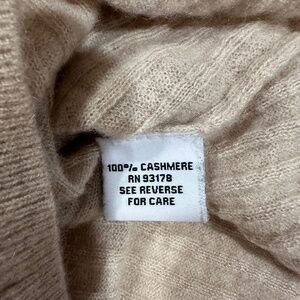 100% CASHMERE
RN 93178
SEE REVERSE
FOR CARE